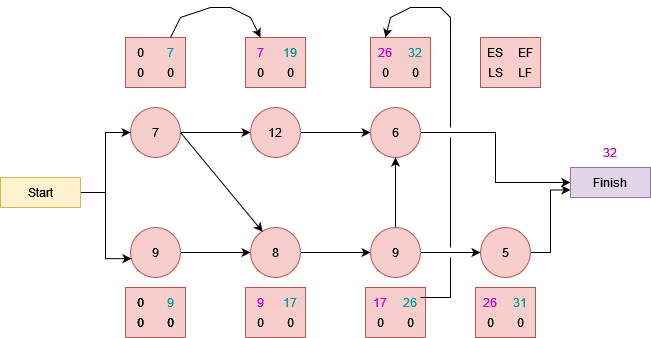 0 7 7 19 26 32 ES EF
0 0 0 0 0 0 LS LF
7 12 6
32
Start Finish
9 8 9 5
0 9 9 17 17 26 26 31
0 0 0 0 0 0 0 0